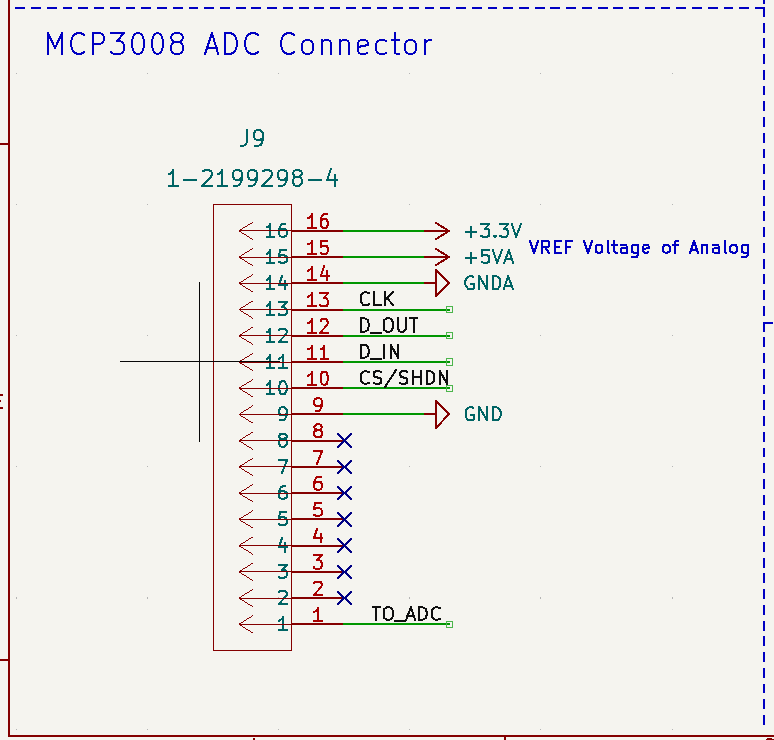 MCP3008 ADC Connector
J9
1-2199298-4
16 16 +3.3V
15 15 +5VA VREF Voltage of Analog
14 14 GNDA
13 13 CLK
12 12 D_OUT
11 11 D_IN
10 10 CS/SHDN
9 9 GND
8 8
7 7
6 6
5 5
4 4
3 3
2 2
1 1 TO_ADC